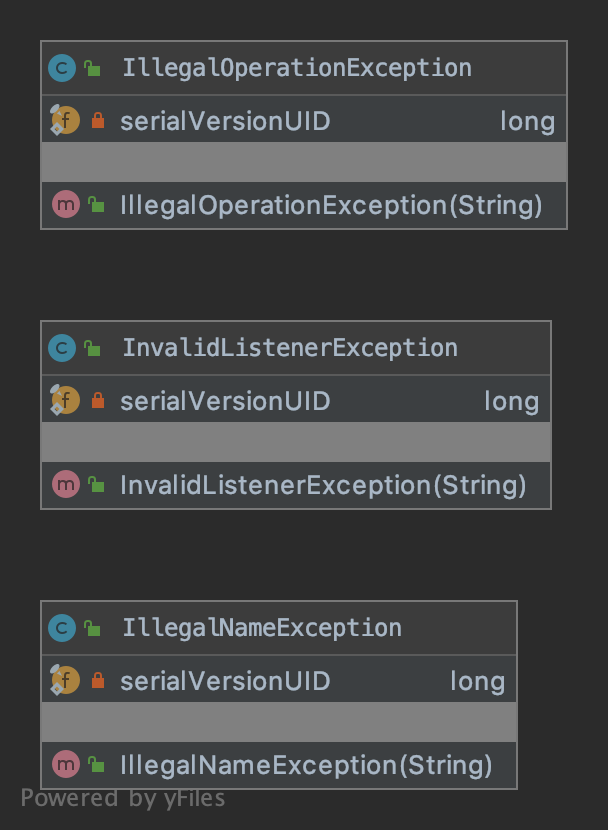 IllegalOperationException
serialVersionUID long
IllegalOperationException(String)
InvalidListenerException
serialVersionUID long
InvalidListenerException(String)
IllegalNameException
serialVersionUID long
IllegalNameException(String)
Powered by yFiles